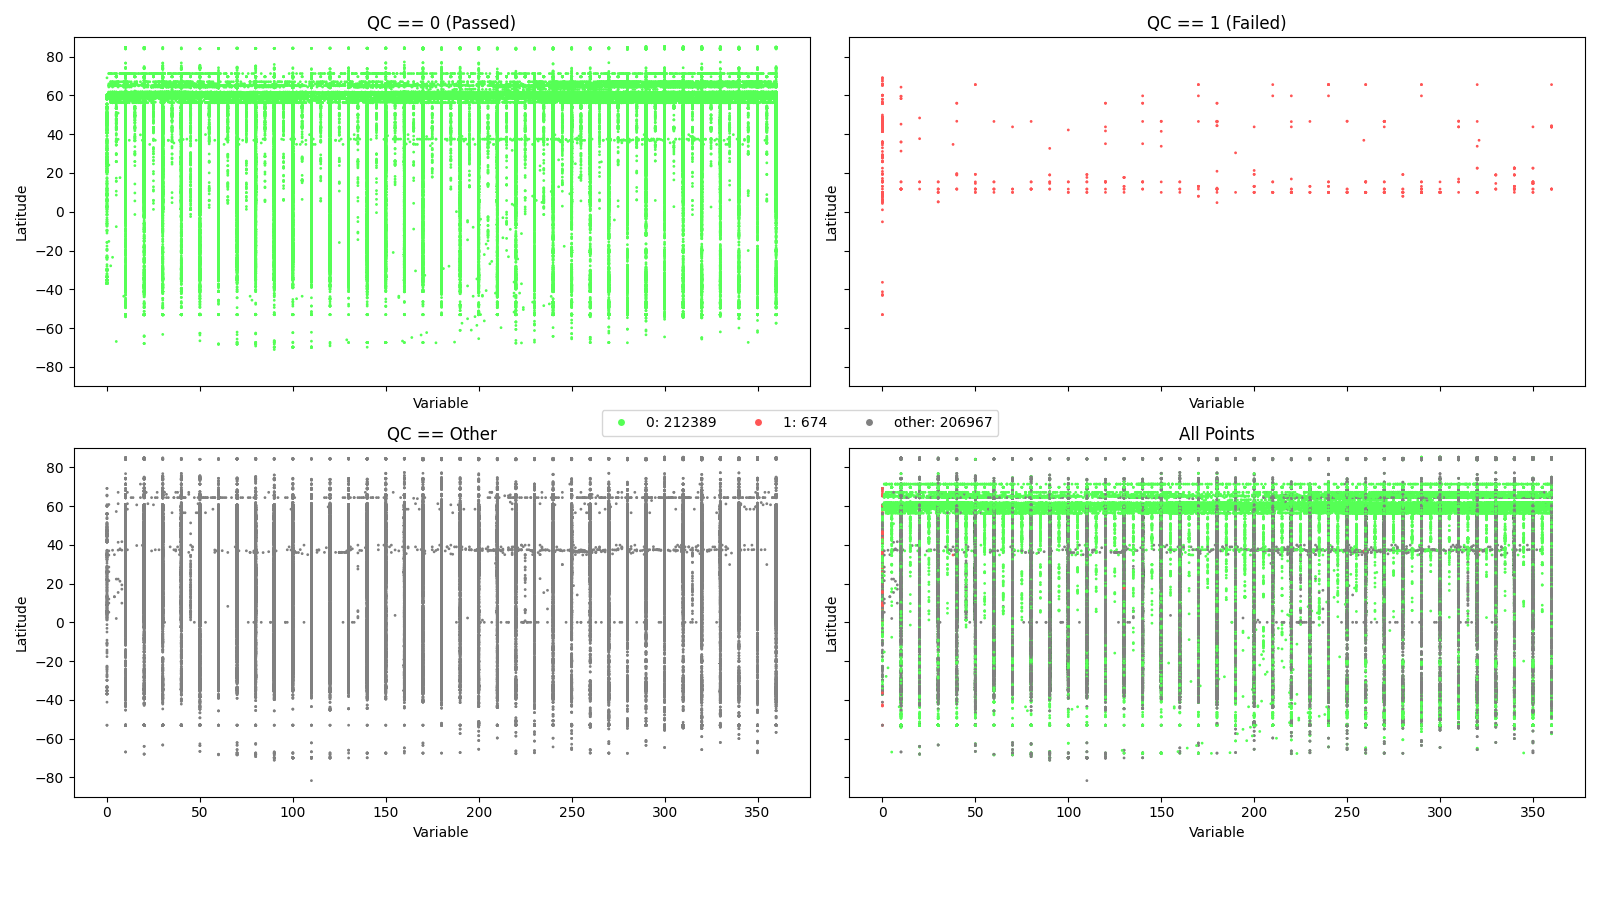 QC == 0 (Passed)
80
60
40
20
0
−20
−40
−60
−80
Latitude
Variable
QC == 1 (Failed)
Latitude
Variable
0: 212389 1: 674 other: 206967
QC == Other
80
60
40
20
0
−20
−40
−60
−80
Latitude
0 50 100 150 200 250 300 350
Variable
All Points
Latitude
0 50 100 150 200 250 300 350
Variable